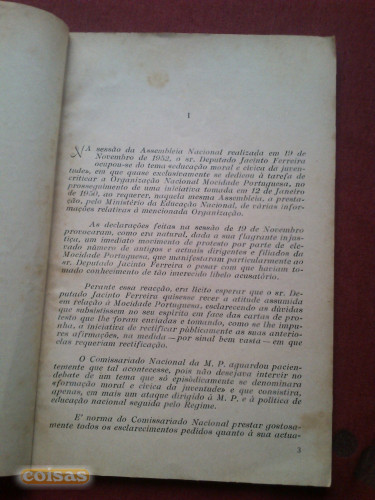 I
NA sessão da Assembleia Nacional realizada em 19 de
Novembro de 1952, o sr. Deputado Jacinto Ferreira
ocupou-se do tema «educação moral e cívica da juven-
tude», em que quase exclusivamente se dedicou à tarefa de
criticar a Organização Nacional Mocidade Portuguesa, no
prosseguimento de uma iniciativa tomada em 12 de Janeiro
de 1950, ao requerer, naquela mesma Assembleia, a presta-
ção, pelo Ministério da Educação Nacional, de várias infor-
mações relativas à mencionada Organização.
As declarações feitas na sessão de 19 de Novembro
provocaram, como era natural, dada a sua flagrante injus-
tiça, um imediato movimento de protesto por parte de ele-
vado número de antigos e actuais dirigentes e filiados da
Mocidade Portuguesa, que manifestaram particularmente ao
sr. Deputado Jacinto Ferreira o pesar com que haviam to-
mado conhecimento de tão imerecido libelo acusatório.
Perante essa reacção, era lícito esperar que o sr. De-
putado Jacinto Ferreira quisesse rever a atitude assumida
em relação à Mocidade Portuguesa, esclarecendo as dúvidas
que subsistissem no seu espírito em face das cartas de pro-
testo que lhe foram enviadas e tomando, como se lhe impu-
nha, a iniciativa de rectificar pùblicamente as suas anterio-
res afirmações, na medida — por sinal bem vasta — em que
elas requeriam rectificação.
O Comissariado Nacional da M. P. aguardou pacien-
temente que tal acontecesse, pois não desejava intervir no
debate de um tema que só episòdicamente se denominara
«formação moral e cívica da juventude» e que consistira,
apenas, em mais um ataque dirigido à M. P. e à política de
educação nacional seguida pelo Regime.
E' norma do Comissariado Nacional prestar gostosa-
mente todos os esclarecimentos pedidos quanto à sua actua-
3
coisas